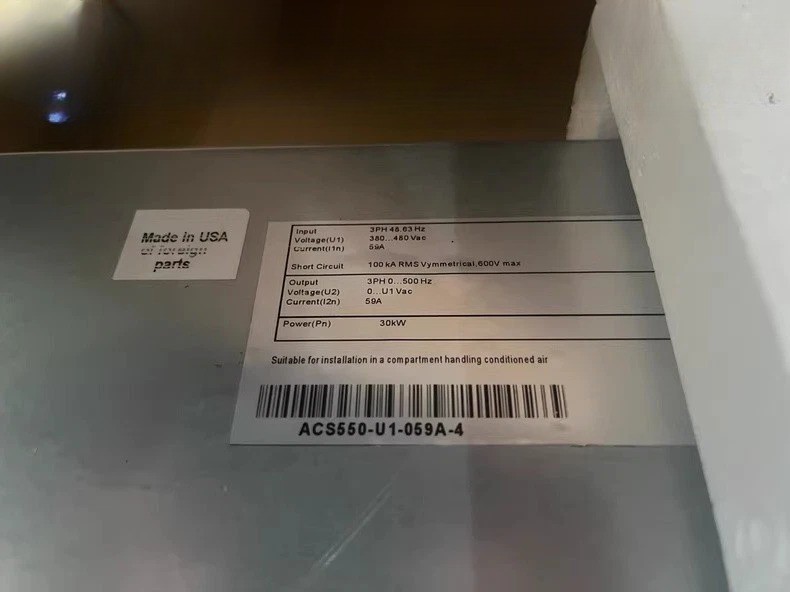 Made in USA
of foreign
parts
Input 3PH 48.63 Hz
Voltage(U1) 380...480 Vac
Current(I1n) 59A
Short Circuit 100 kA RMS Vymmetrical,600V max
Output 3PH 0...500 Hz
Voltage(U2) 0...U1 Vac
Current(I2n) 59A
Power(Pn) 30kW
Suitable for installation in a compartment handling conditioned air
ACS550-U1-059A-4